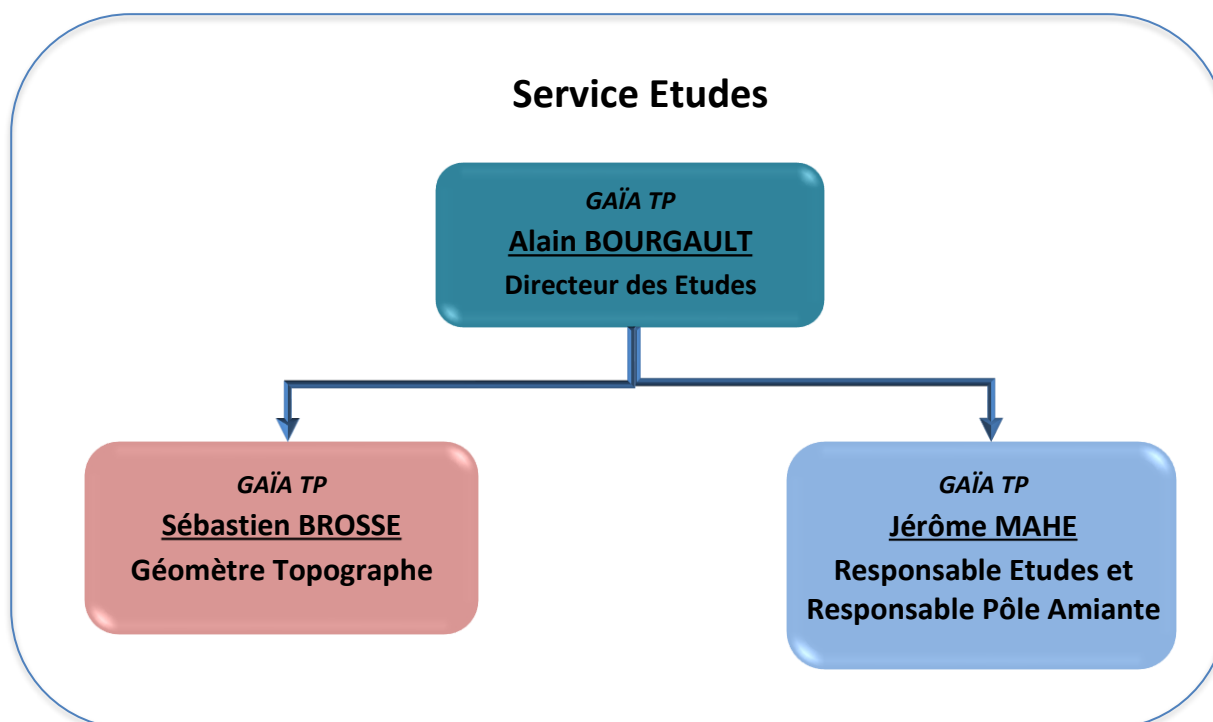 Service Etudes
GAÏA TP
Alain BOURGAULT
Directeur des Etudes
GAÏA TP
Sébastien BROSSE
Géomètre Topographe
GAÏA TP
Jérôme MAHE
Responsable Etudes et
Responsable Pôle Amiante